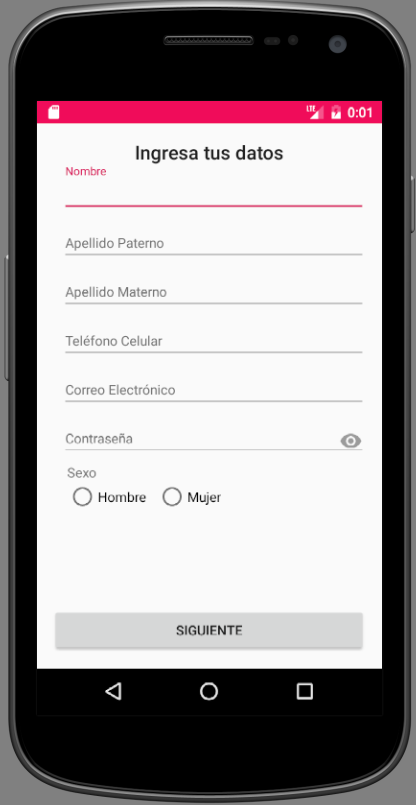 LTE 0:01
Ingresa tus datos
Nombre
Apellido Paterno
Apellido Materno
Teléfono Celular
Correo Electrónico
Contraseña
Sexo
Hombre Mujer
SIGUIENTE